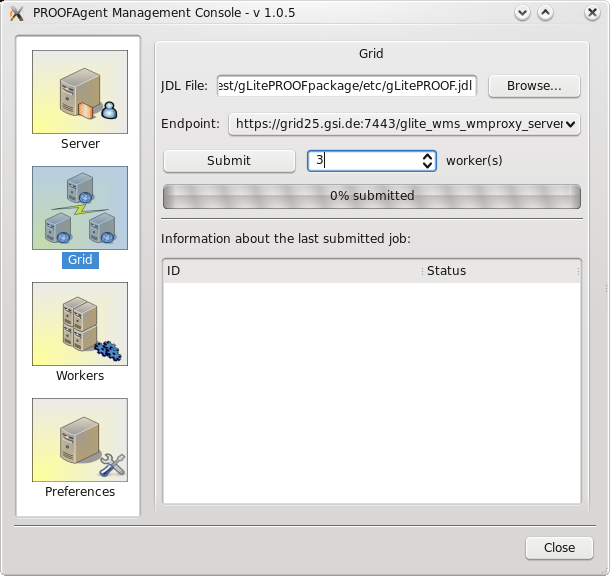 PROOFAgent Management Console - v 1.0.5
Server
Grid
Workers
Preferences
Grid
JDL File: est/gLitePROOFpackage/etc/gLitePROOF.jdl Browse...
Endpoint: https://grid25.gsi.de:7443/glite_wms_wmproxy_server
Submit 3 worker(s)
0% submitted
Information about the last submitted job:
ID Status
Close